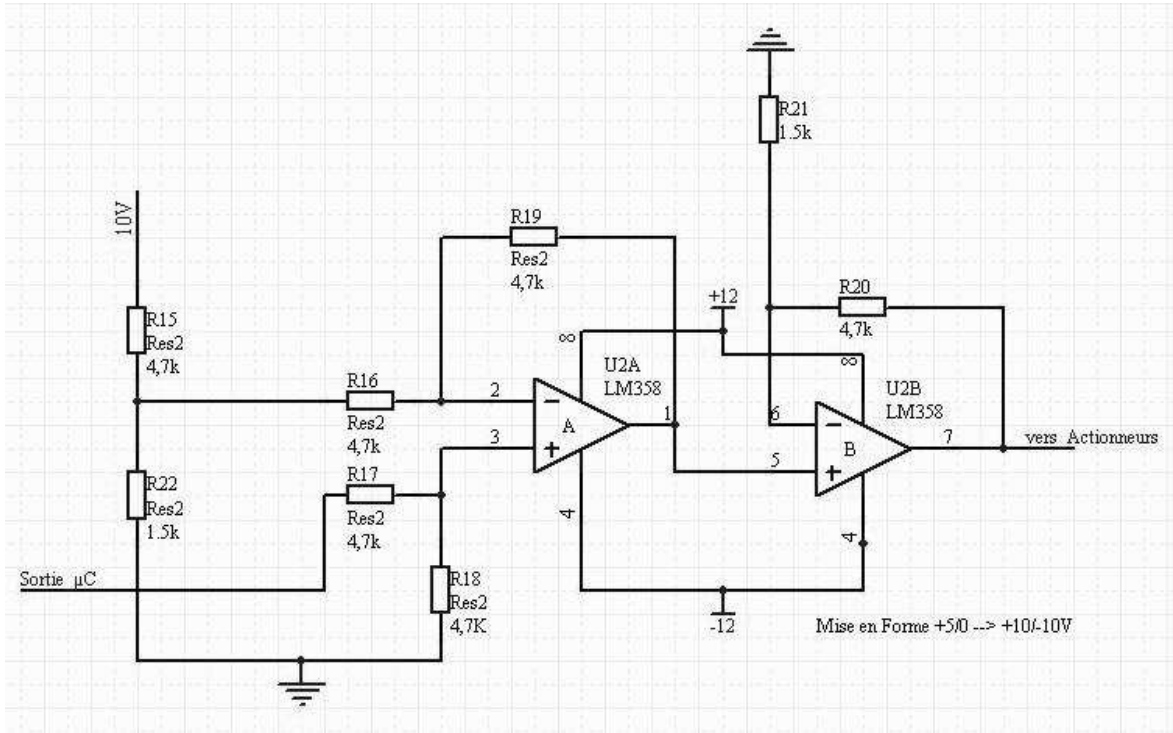 R21
1.5k
10V
R19
Res2
4,7k
+12
R20
4,7k
R15
Res2
4,7k
8
8
U2A
LM358
R16
Res2
4,7k
2
A
1
3
U2B
LM358
6
B
7
vers Actionneurs
5
R17
Res2
4,7k
R22
Res2
1.5k
4
4
Sortie µC
R18
Res2
4,7K
-12
Mise en Forme +5/0 --> +10/-10V